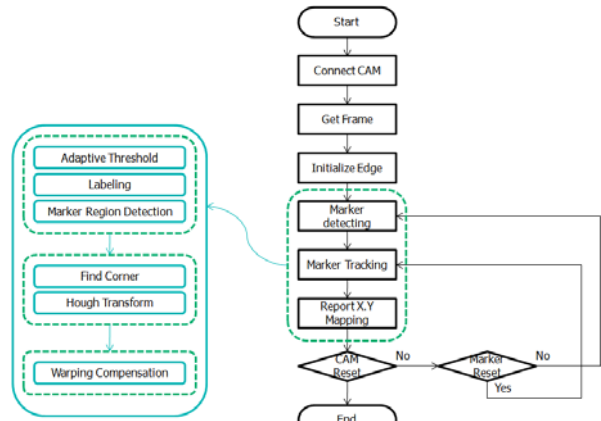 Start
Connect CAM
Get Frame
Initialize Edge
Marker
detecting
Marker Tracking
Report X.Y
Mapping
CAM
Reset
No
Marker
Reset
No
Yes
End
Adaptive Threshold
Labeling
Marker Region Detection
Find Corner
Hough Transform
Warping Compensation